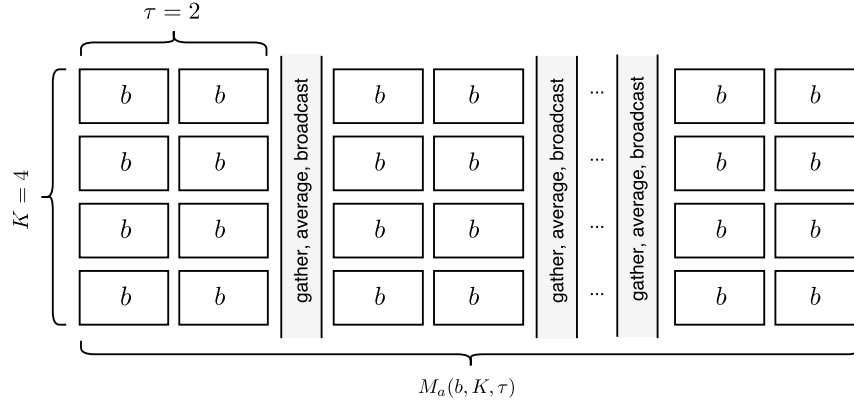 τ = 2
K = 4
b b gather, average, broadcast b b gather, average, broadcast ... gather, average, broadcast b b
b b b b ... b b
b b b b ... b b
b b b b ... b b
M_a(b, K, τ)